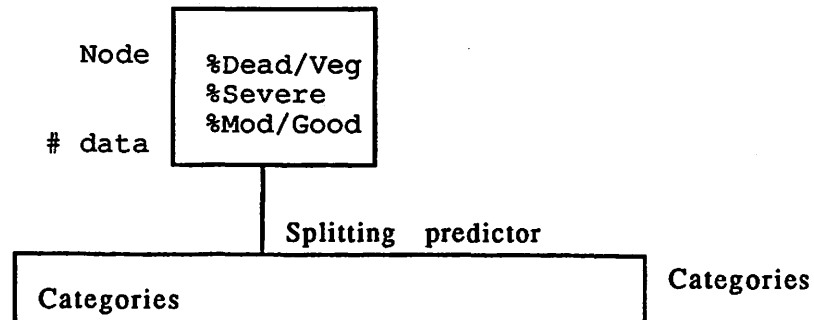 Node
%Dead/Veg
%Severe
%Mod/Good
# data
Splitting predictor
Categories
Categories